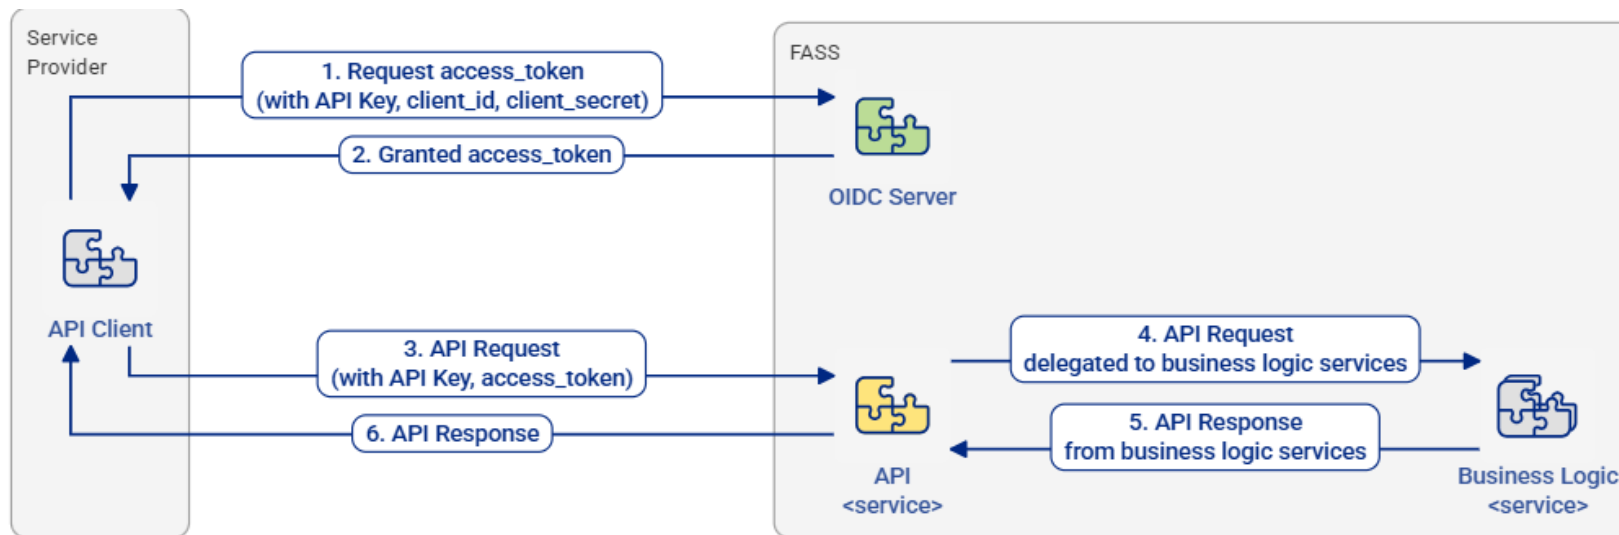 Service
Provider
FASS
1. Request access_token
(with API Key, client_id, client_secret)
2. Granted access_token
OIDC Server
API Client
3. API Request
(with API Key, access_token)
4. API Request
delegated to business logic services
6. API Response
5. API Response
from business logic services
API
<service>
Business Logic
<service>